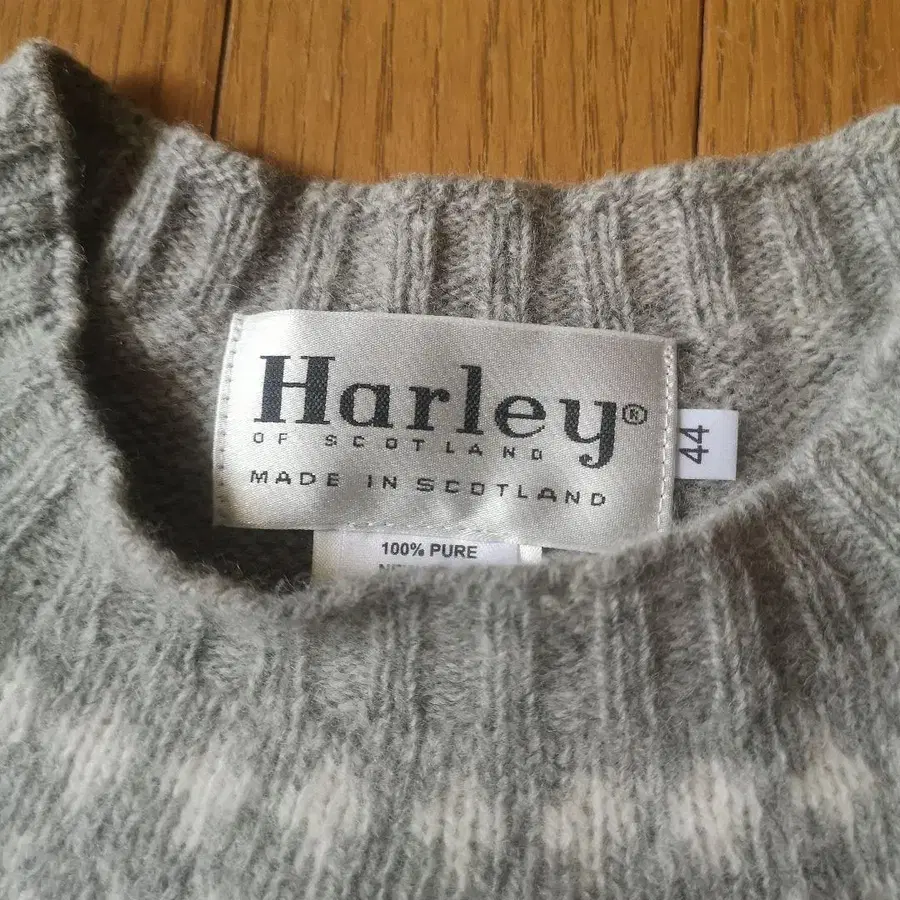 Harley®
OF SCOTLAND
MADE IN SCOTLAND
44
100% PURE